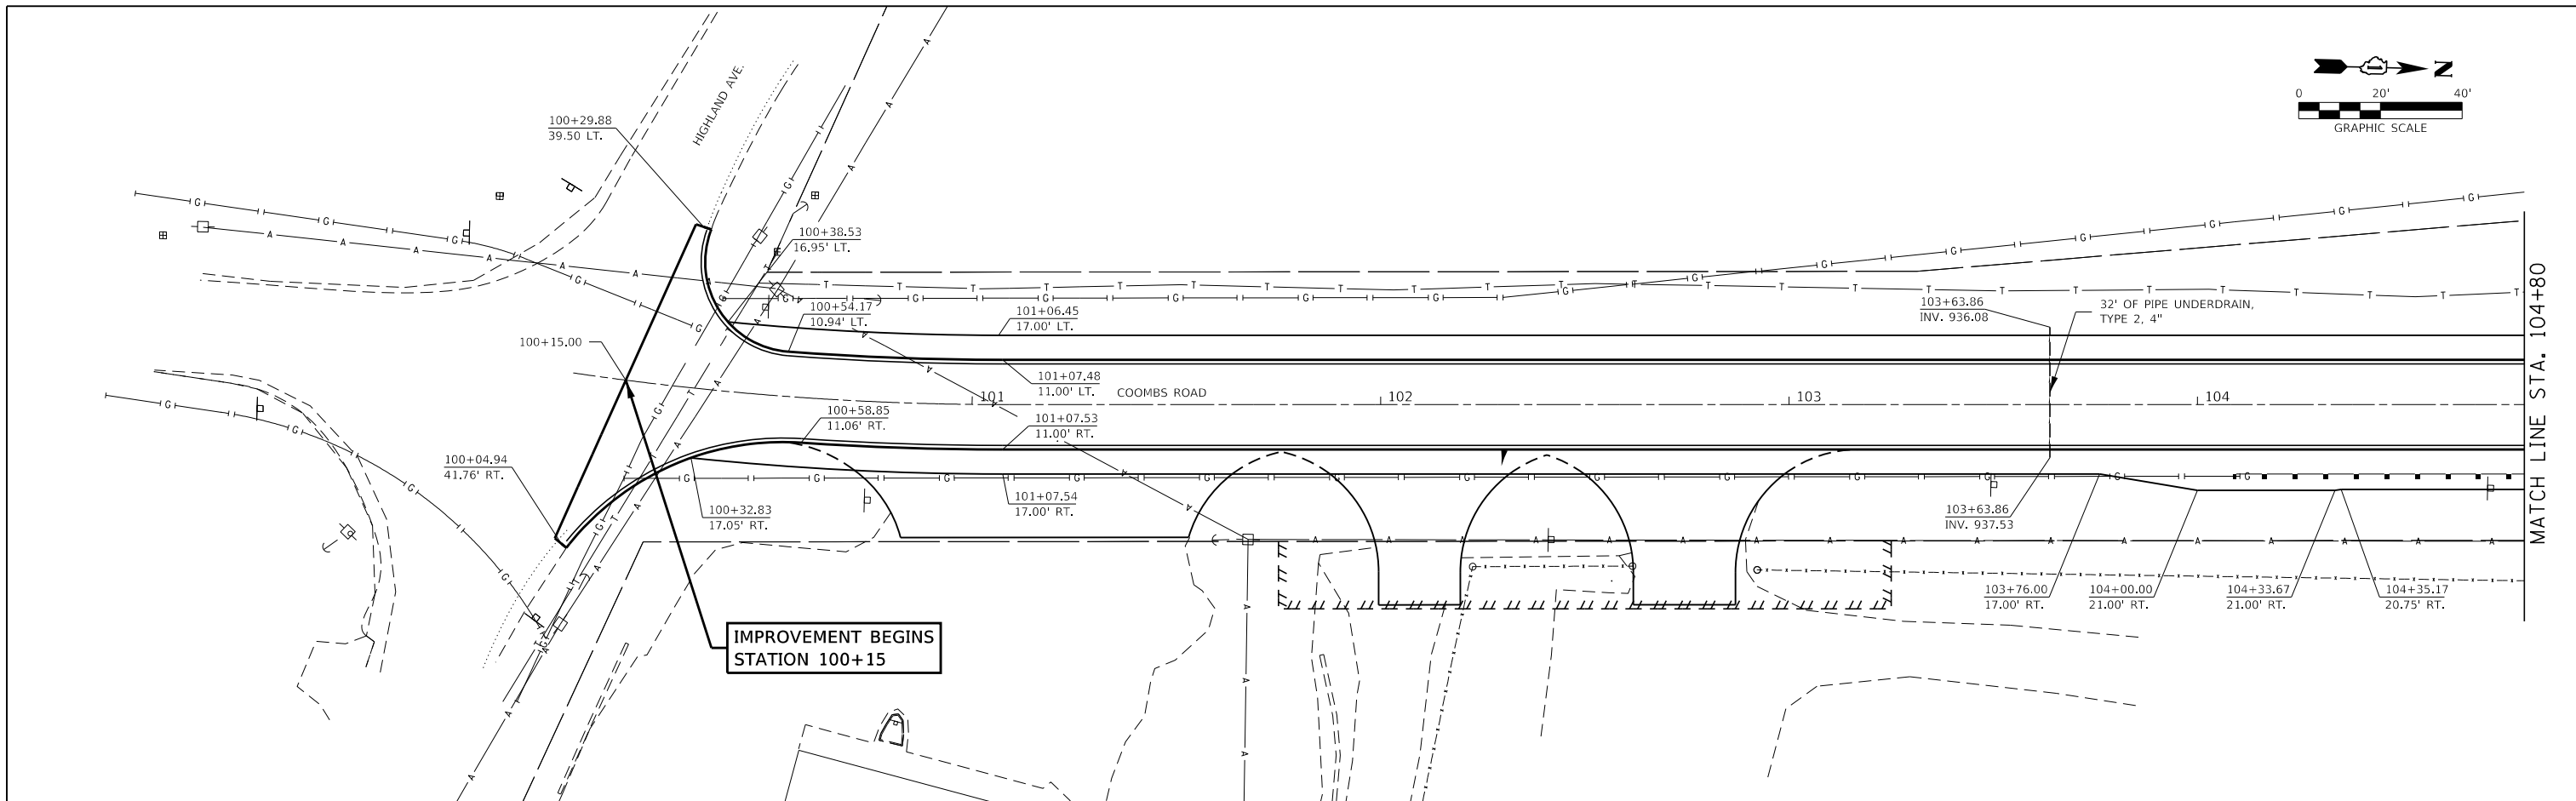 N
0 20' 40'
GRAPHIC SCALE
HIGHLAND AVE.
100+29.88
39.50 LT.
100+38.53
16.95' LT.
100+54.17
10.94' LT.
101+06.45
17.00' LT.
103+63.86
INV. 936.08
32' OF PIPE UNDERDRAIN,
TYPE 2, 4"
MATCH LINE STA. 104+80
100+15.00
101+07.48
11.00' LT.
COOMBS ROAD
101
102
103
104
100+58.85
11.06' RT.
101+07.53
11.00' RT.
100+04.94
41.76' RT.
100+32.83
17.05' RT.
101+07.54
17.00' RT.
103+63.86
INV. 937.53
103+76.00
17.00' RT.
104+00.00
21.00' RT.
104+33.67
21.00' RT.
104+35.17
20.75' RT.
IMPROVEMENT BEGINS
STATION 100+15